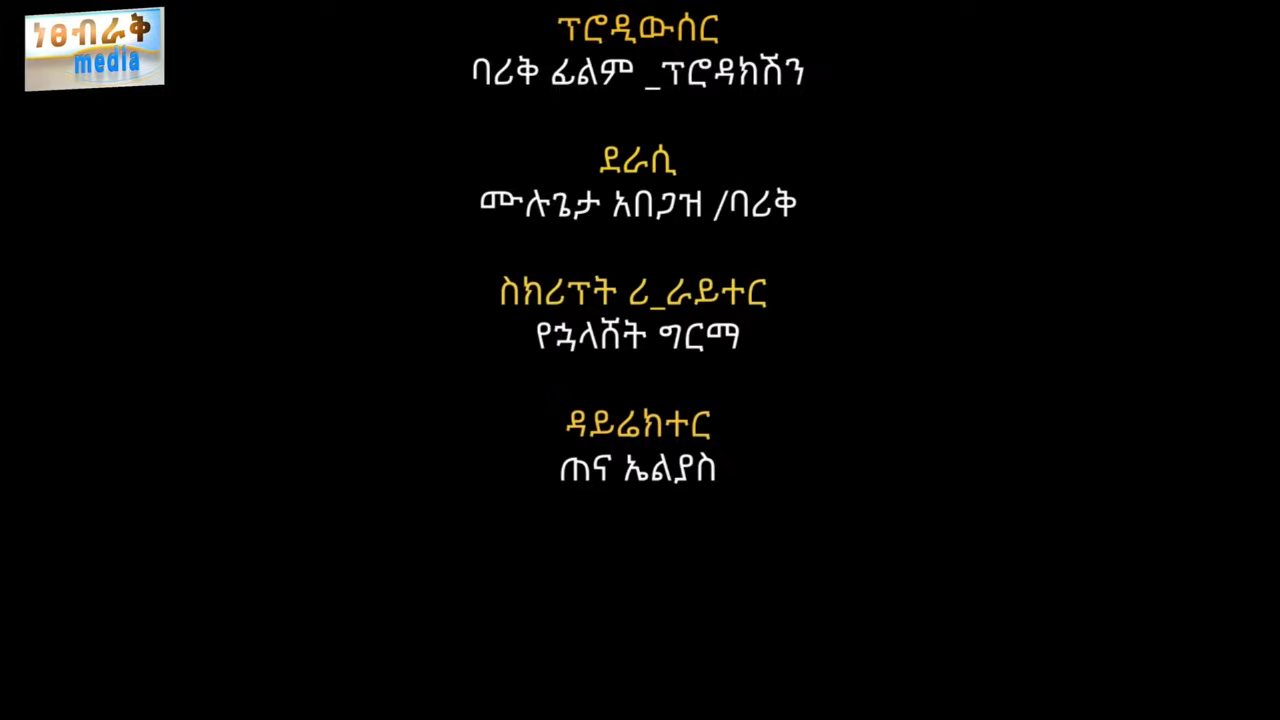 ነፀብራቅ
media
ፕሮዲውሰር
ባሪቅ ፊልም _ፕሮዳክሽን
ደራሲ
ሙሉጌታ አበጋዝ /ባሪቅ
ስክሪፕት ሪ_ራይተር
የኋላሸት ግርማ
ዳይሬክተር
ጠና ኤልያስ